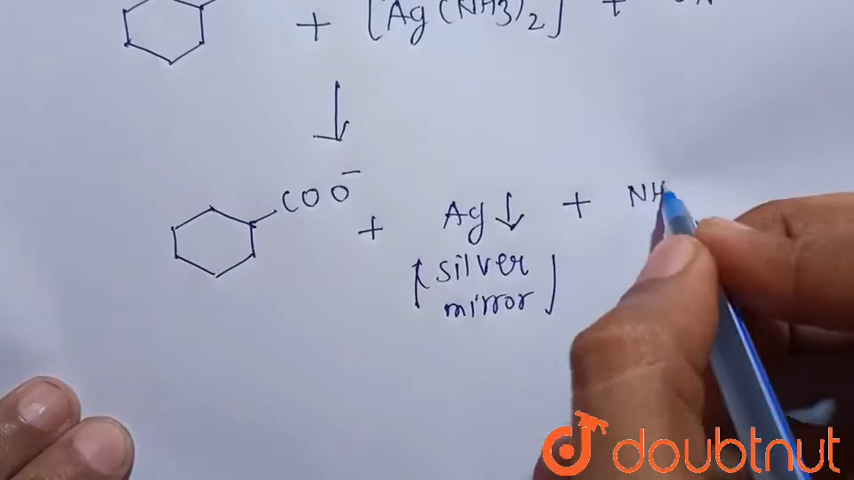 + [Ag(NH3)2] +
COO⁻ + Ag↓ + NH
[silver
mirror]
doubtnut